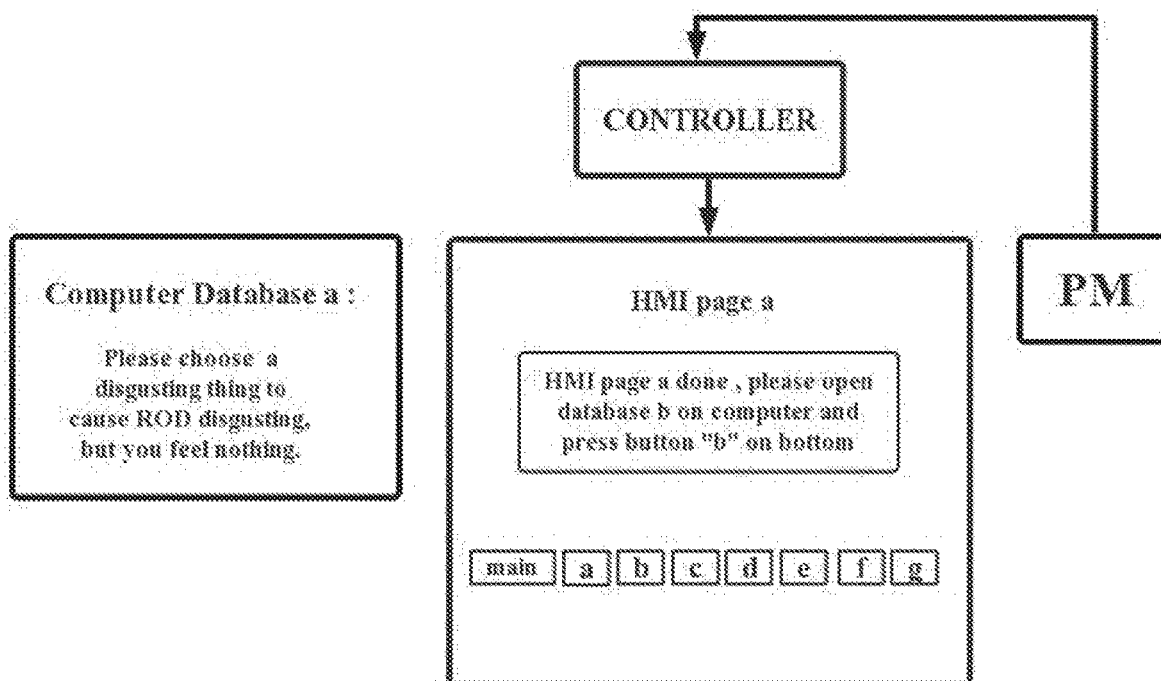 CONTROLLER
Computer Database a :
Please choose a
disgusting thing to
cause ROD disgusting,
but you feel nothing.
HMI page a
HMI page a done , please open
database b on computer and
press button "b" on bottom
main a b c d e f g
PM